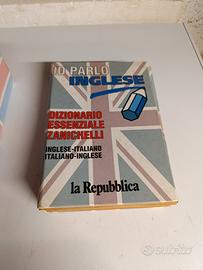 IO PARLO
INGLESE
DIZIONARIO
ESSENZIALE
ZANICHELLI
INGLESE-ITALIANO
ITALIANO-INGLESE
la Repubblica
subito